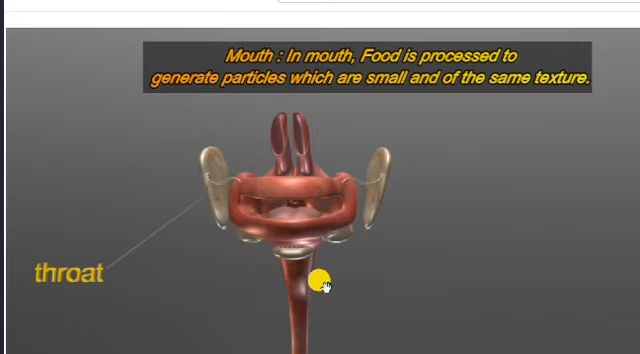 Mouth : In mouth, Food is processed to
generate particles which are small and of the same texture.
throat